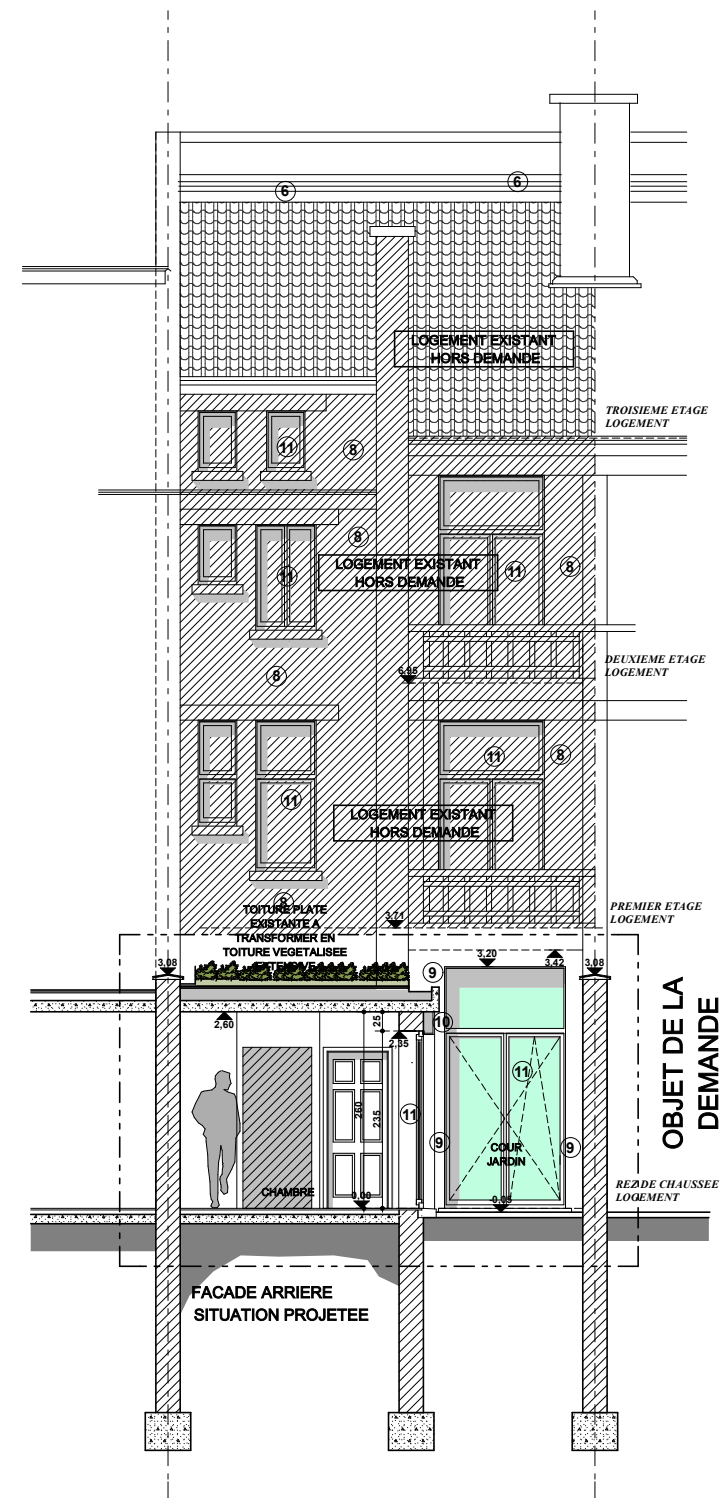 6
6
LOGEMENT EXISTANT
HORS DEMANDE
TROISIEME ETAGE
LOGEMENT
11
8
8
LOGEMENT EXISTANT
HORS DEMANDE
11
11
8
DEUXIEME ETAGE
LOGEMENT
6,95
8
11
8
11
LOGEMENT EXISTANT
HORS DEMANDE
8
TOITURE PLATE
EXISTANTE A
TRANSFORMER EN
TOITURE VEGETALISEE
EXTENSIVE
3,71
PREMIER ETAGE
LOGEMENT
3,08
9
3,20
3,42
3,08
2,60
25
2,35
10
11
260
235
11
9
9
COUR
JARDIN
CHAMBRE
0,00
-0,05
REZ DE CHAUSSEE
LOGEMENT
OBJET DE LA
DEMANDE
FACADE ARRIERE
SITUATION PROJETEE